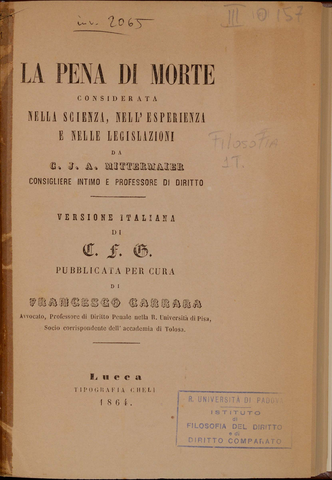 inv. 2065
III D 157
LA PENA DI MORTE
CONSIDERATA
NELLA SCIENZA, NELL'ESPERIENZA
E NELLE LEGISLAZIONI
DA
C. J. A. MITTERMAIER
CONSIGLIERE INTIMO E PROFESSORE DI DIRITTO
FILOSOFIA
IT.
VERSIONE ITALIANA
DI
C. F. G.
PUBBLICATA PER CURA
DI
FRANCESCO CARRARA
Avvocato, Professore di Diritto Penale nella R. Università di Pisa,
Socio corrispondente dell' accademia di Tolosa.
Lucca
TIPOGRAFIA CHELI
1864.
R. UNIVERSITÀ DI PADOVA
ISTITUTO
di
FILOSOFIA DEL DIRITTO
e di
DIRITTO COMPARATO